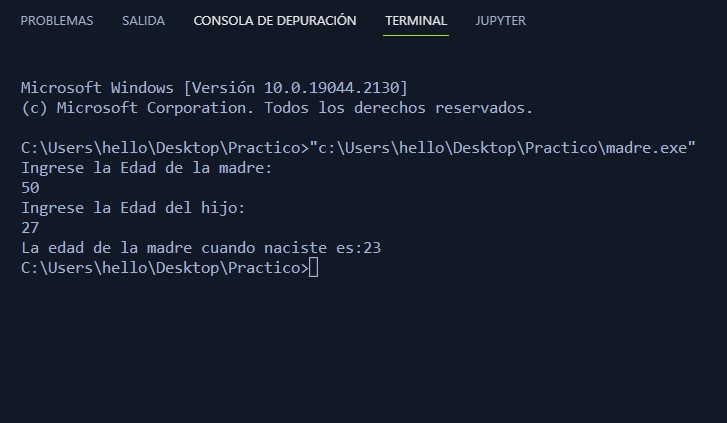 PROBLEMAS SALIDA CONSOLA DE DEPURACIÓN TERMINAL JUPYTER
Microsoft Windows [Versión 10.0.19044.2130]
(c) Microsoft Corporation. Todos los derechos reservados.
C:\Users\hello\Desktop\Practico>"c:\Users\hello\Desktop\Practico\madre.exe"
Ingrese la Edad de la madre:
50
Ingrese la Edad del hijo:
27
La edad de la madre cuando naciste es:23
C:\Users\hello\Desktop\Practico>